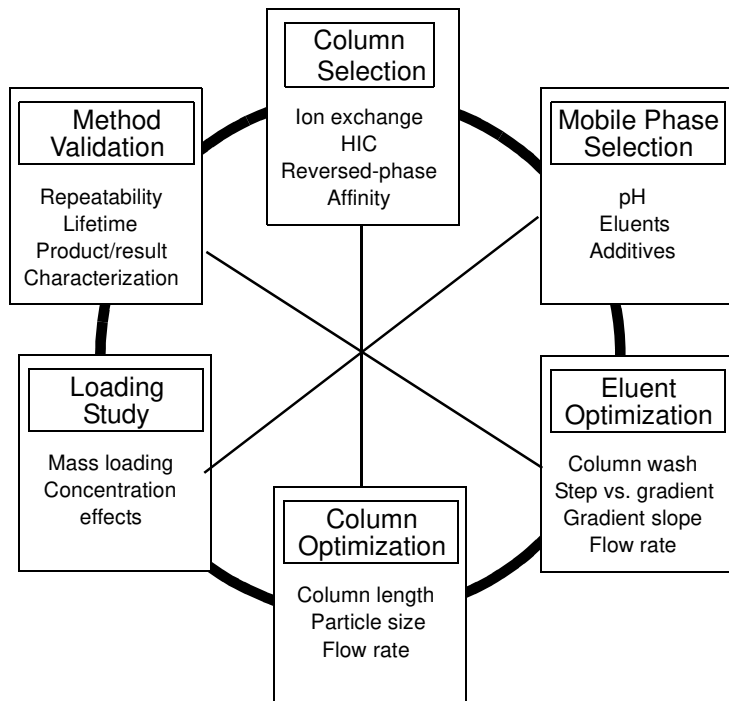 Column
Selection
Ion exchange
HIC
Reversed-phase
Affinity
Mobile Phase
Selection
pH
Eluents
Additives
Eluent
Optimization
Column wash
Step vs. gradient
Gradient slope
Flow rate
Column
Optimization
Column length
Particle size
Flow rate
Loading
Study
Mass loading
Concentration
effects
Method
Validation
Repeatability
Lifetime
Product/result
Characterization